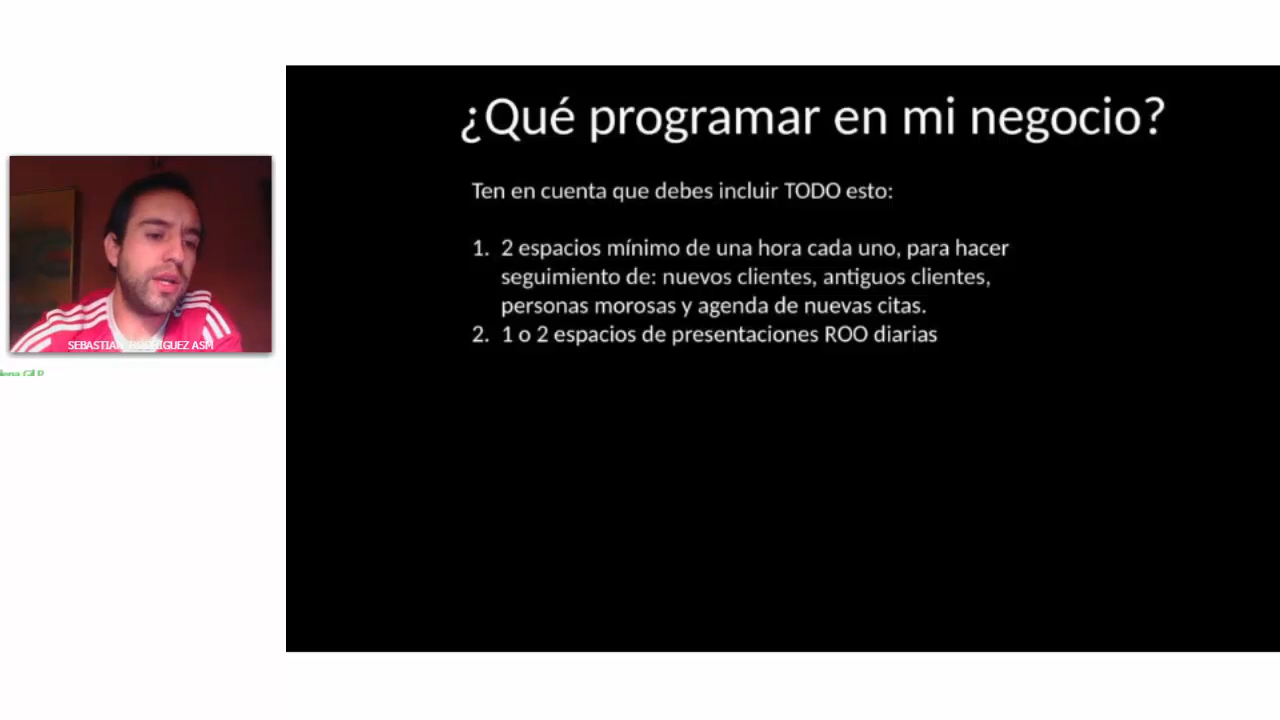 ¿Qué programar en mi negocio?
Ten en cuenta que debes incluir TODO esto:
1. 2 espacios mínimo de una hora cada uno, para hacer
seguimiento de: nuevos clientes, antiguos clientes,
personas morosas y agenda de nuevas citas.
2. 1 o 2 espacios de presentaciones ROO diarias
SEBASTIAN RODRIGUEZ ASM